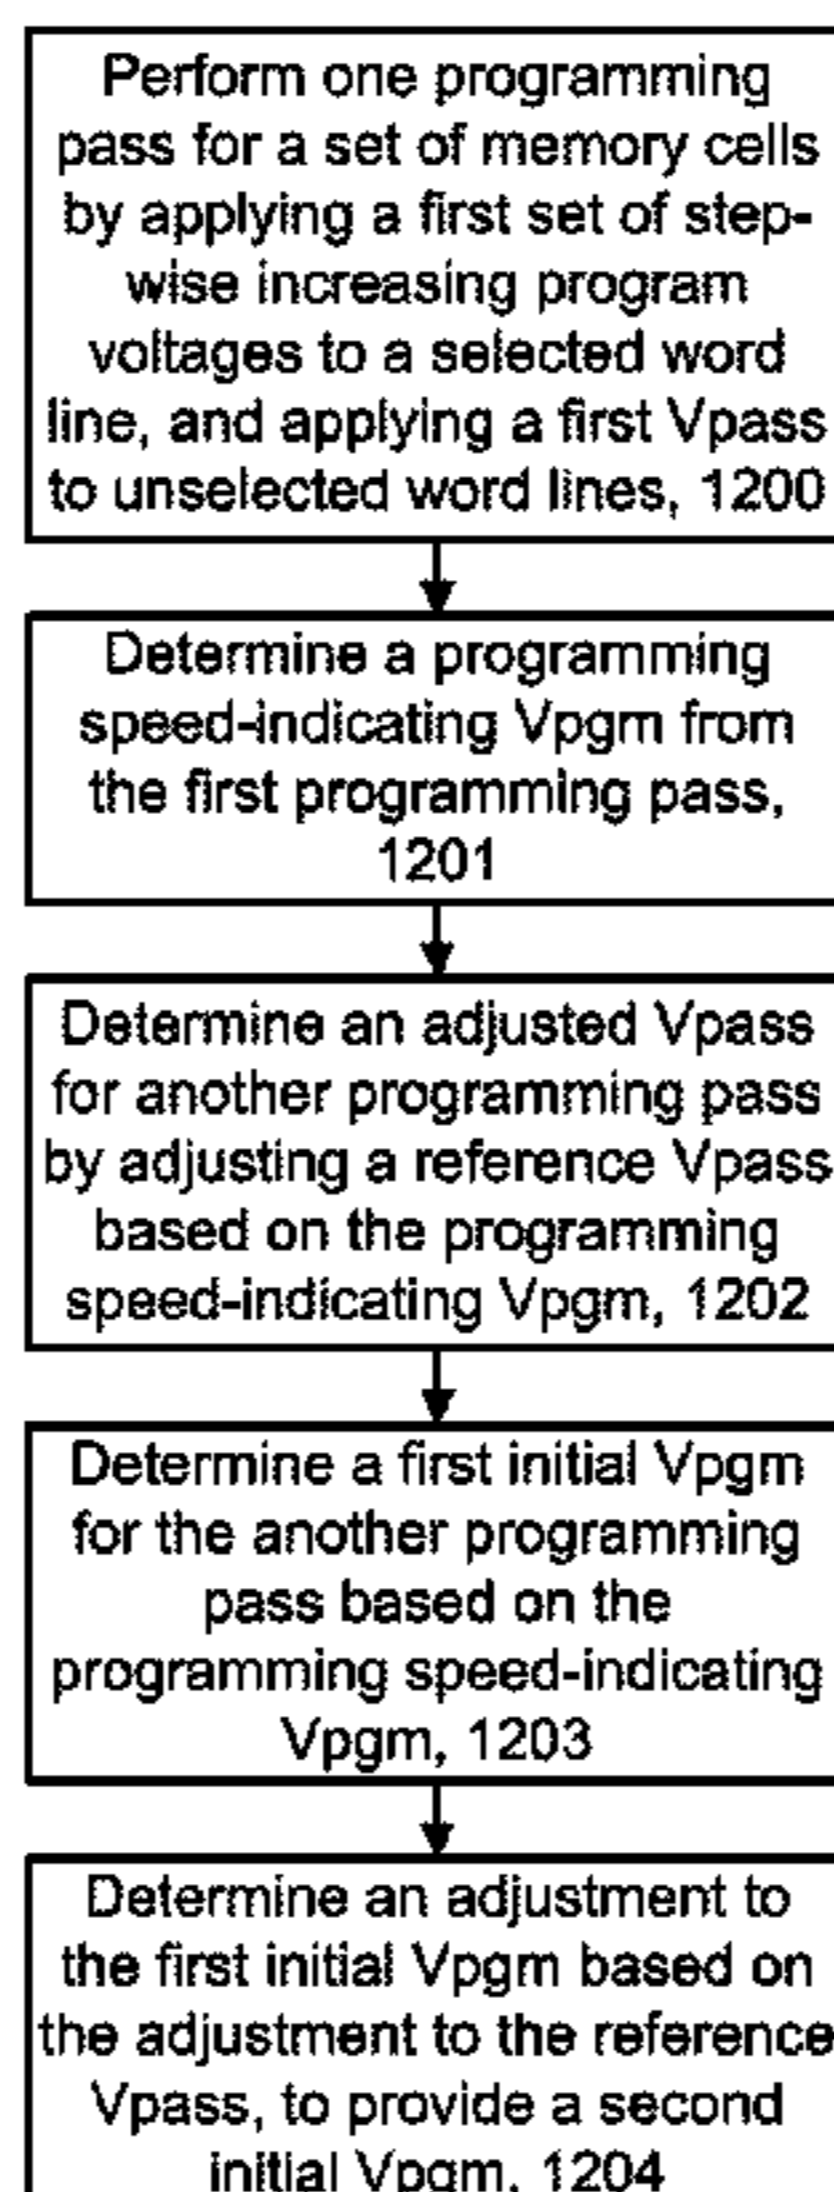 Perform one programming
pass for a set of memory cells
by applying a first set of step-
wise increasing program
voltages to a selected word
line, and applying a first Vpass
to unselected word lines, 1200
Determine a programming
speed-indicating Vpgm from
the first programming pass,
1201
Determine an adjusted Vpass
for another programming pass
by adjusting a reference Vpass
based on the programming
speed-indicating Vpgm, 1202
Determine a first initial Vpgm
for the another programming
pass based on the
programming speed-indicating
Vpgm, 1203
Determine an adjustment to
the first initial Vpgm based on
the adjustment to the reference
Vpass, to provide a second
initial Vpgm, 1204